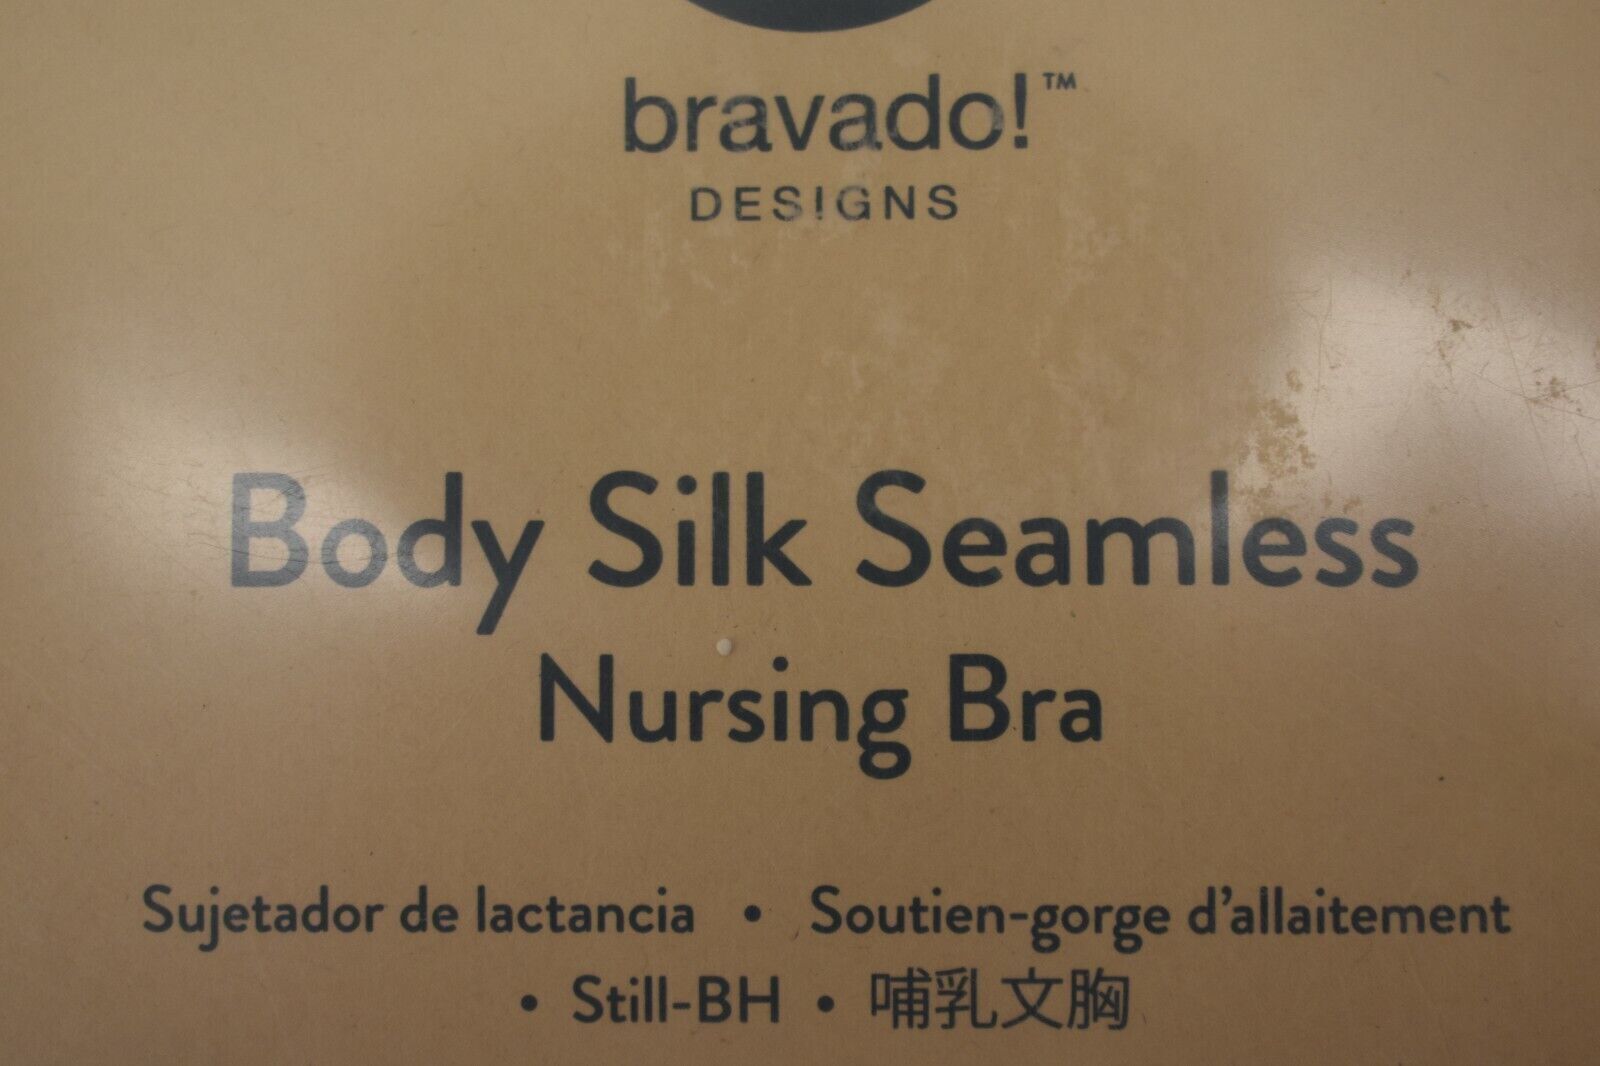 bravado!™
DESIGNS
Body Silk Seamless
Nursing Bra
Sujetador de lactancia • Soutien-gorge d'allaitement
• Still-BH • 哺乳文胸